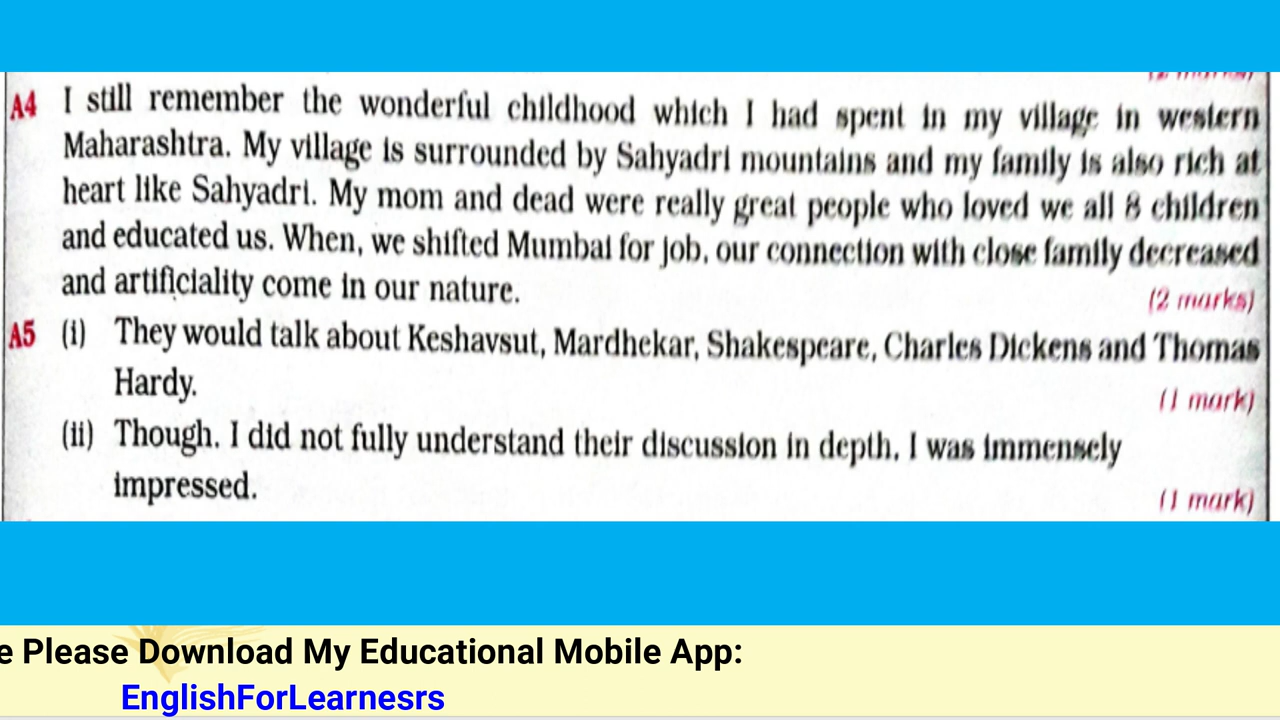 A4 I still remember the wonderful childhood which I had spent in my village in western
Maharashtra. My village is surrounded by Sahyadri mountains and my family is also rich at
heart like Sahyadri. My mom and dead were really great people who loved we all 8 children
and educated us. When, we shifted Mumbai for job, our connection with close family decreased
and artificiality come in our nature.
(2 marks)
A5 (i) They would talk about Keshavsut, Mardhekar, Shakespeare, Charles Dickens and Thomas
Hardy.
(1 mark)
(ii) Though. I did not fully understand their discussion in depth, I was immensely
impressed.
(1 mark)
e Please Download My Educational Mobile App:
EnglishForLearnesrs